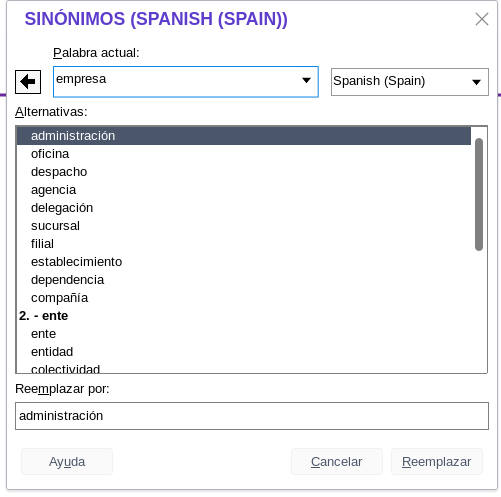 SINÓNIMOS (SPANISH (SPAIN))
Palabra actual:
empresa
Spanish (Spain)
Alternativas:
administración
oficina
despacho
agencia
delegación
sucursal
filial
establecimiento
dependencia
compañía
2. - ente
ente
entidad
colectividad
Reemplazar por:
administración
Ayuda
Cancelar
Reemplazar